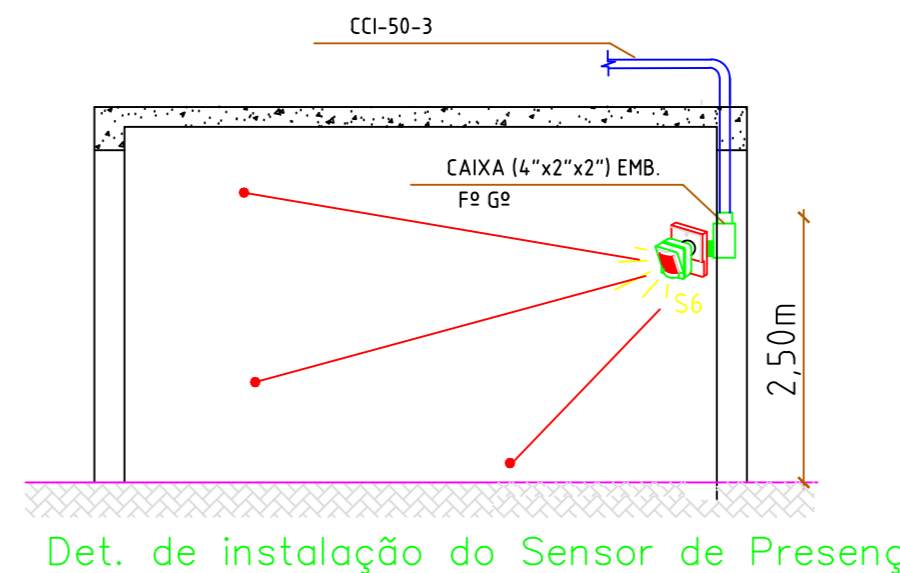 CCI-50-3
CAIXA (4"x2"x2") EMB.
Fº Gº
S6
2,50m
Det. de instalação do Sensor de Presenç